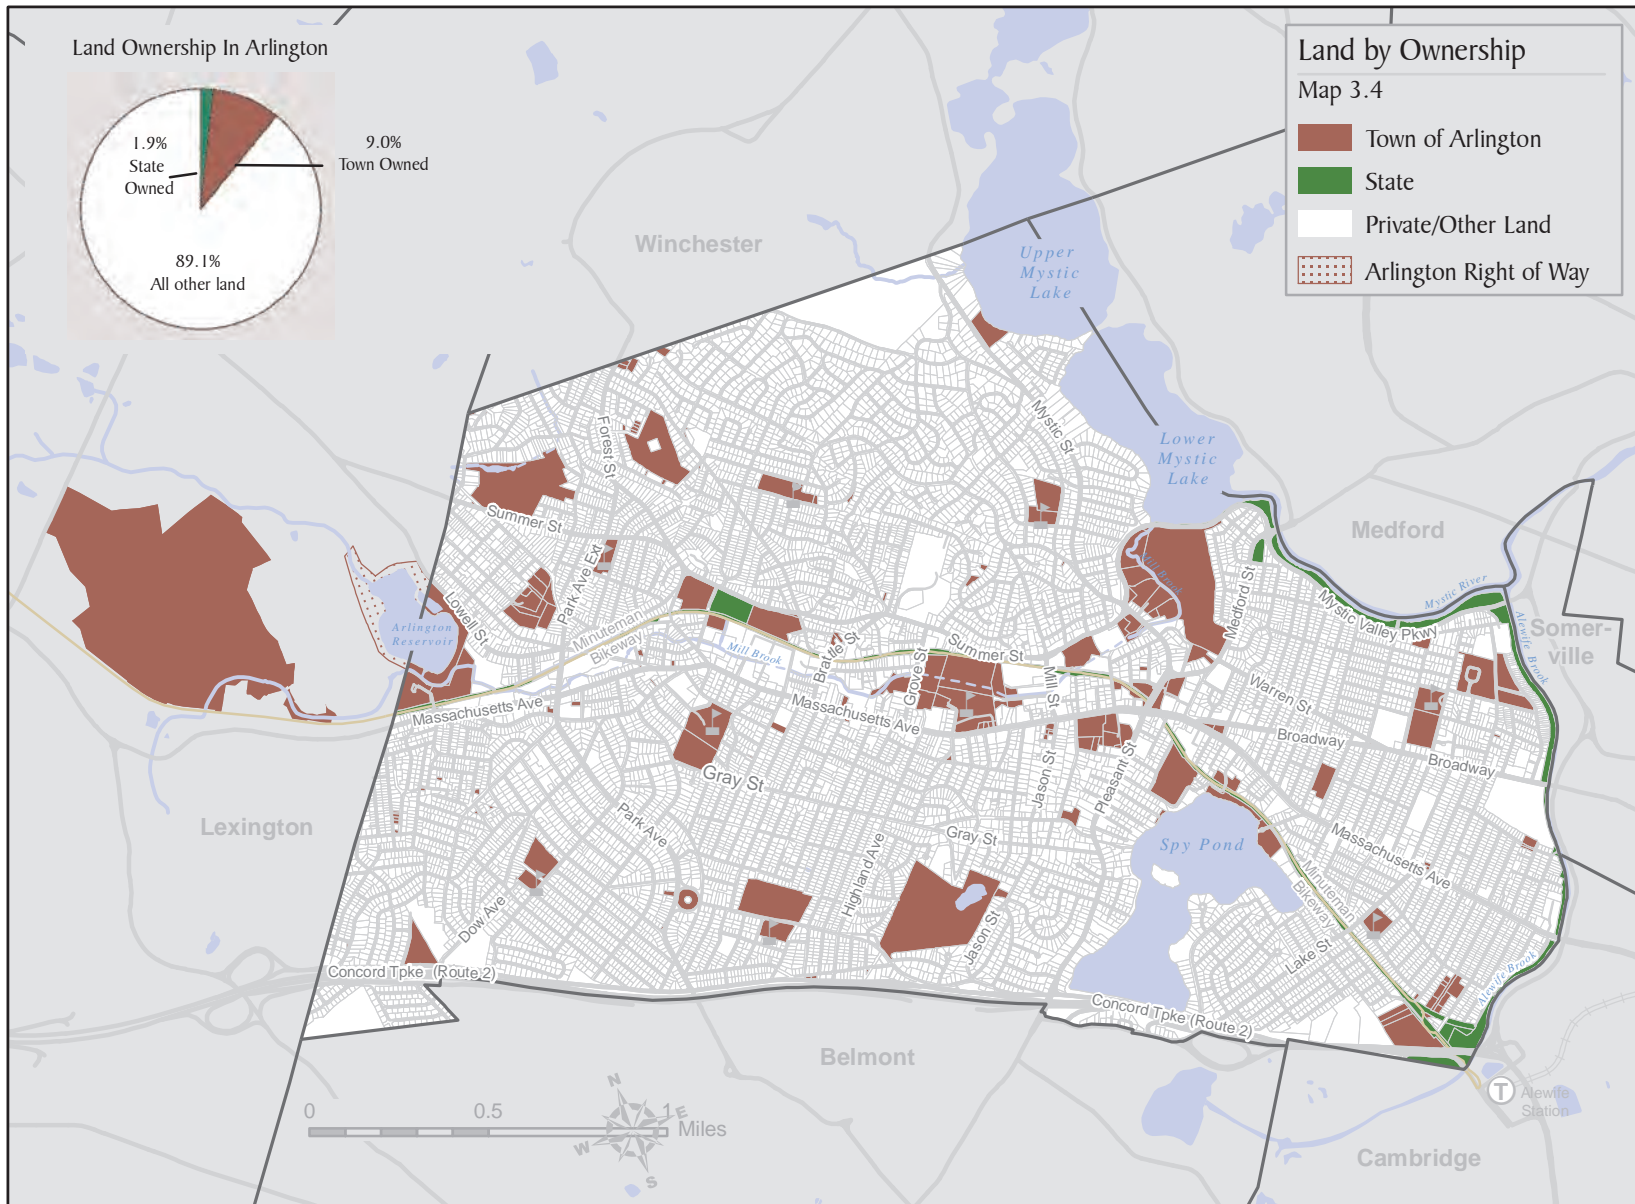 Land Ownership In Arlington
1.9%
State
Owned
9.0%
Town Owned
89.1%
All other land
Land by Ownership
Map 3.4
Town of Arlington
State
Private/Other Land
Arlington Right of Way
Winchester
Upper
Mystic
Lake
Lower
Mystic
Lake
Mystic St
Forest St
Summer St
Park Ave Ext
Lowell St
Arlington
Reservoir
Minuteman
Bikeway
Mill Brook
Brattle St
Massachusetts Ave
Massachusetts Ave
Grove St
Summer St
Mill St
Mill Brook
Medford St
Medford
Mystic River
Mystic Valley Pkwy
Alewife Brook
Somer-
ville
Warren St
Broadway
Broadway
Gray St
Jason St
Pleasant St
Lexington
Park Ave
Gray St
Highland Ave
Spy Pond
Massachusetts Ave
Minuteman
Bikeway
Dow Ave
Jason St
Lake St
Alewife Brook
Concord Tpke (Route 2)
Concord Tpke (Route 2)
Belmont
0 0.5 1
Miles
N
E
W
S
T
Alewife
Station
Cambridge